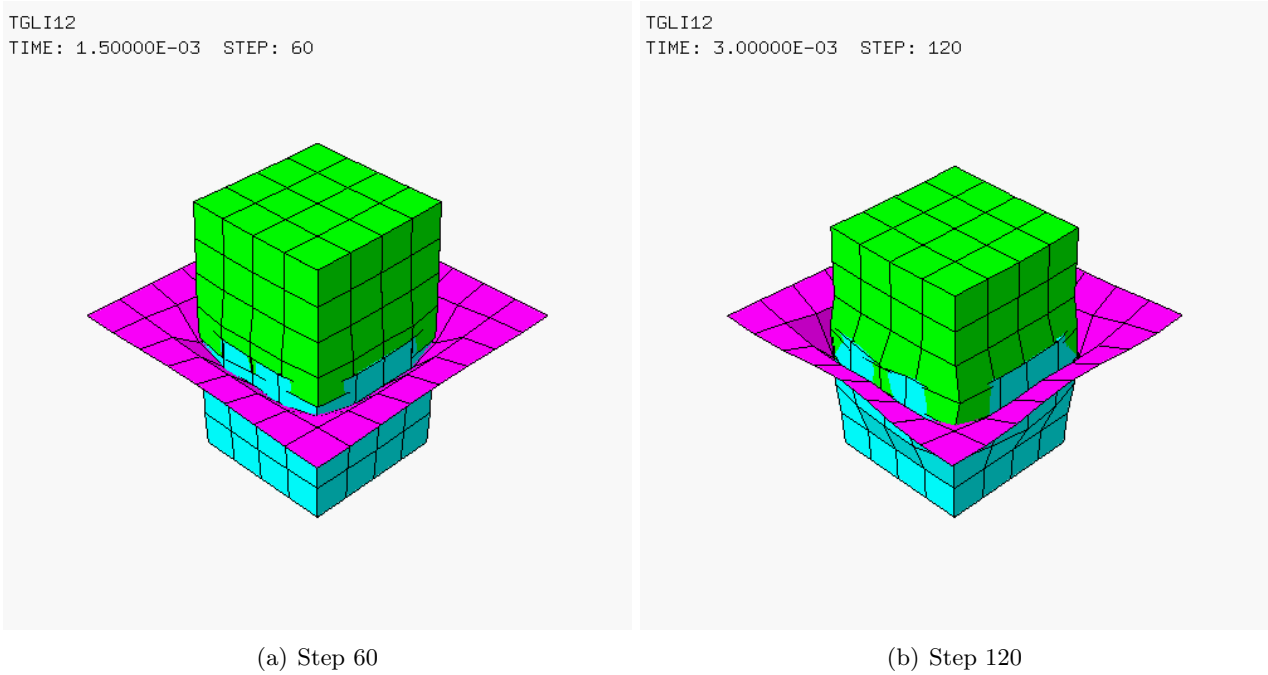 TGLI12
TIME: 1.50000E-03 STEP: 60
TGLI12
TIME: 3.00000E-03 STEP: 120
(a) Step 60
(b) Step 120